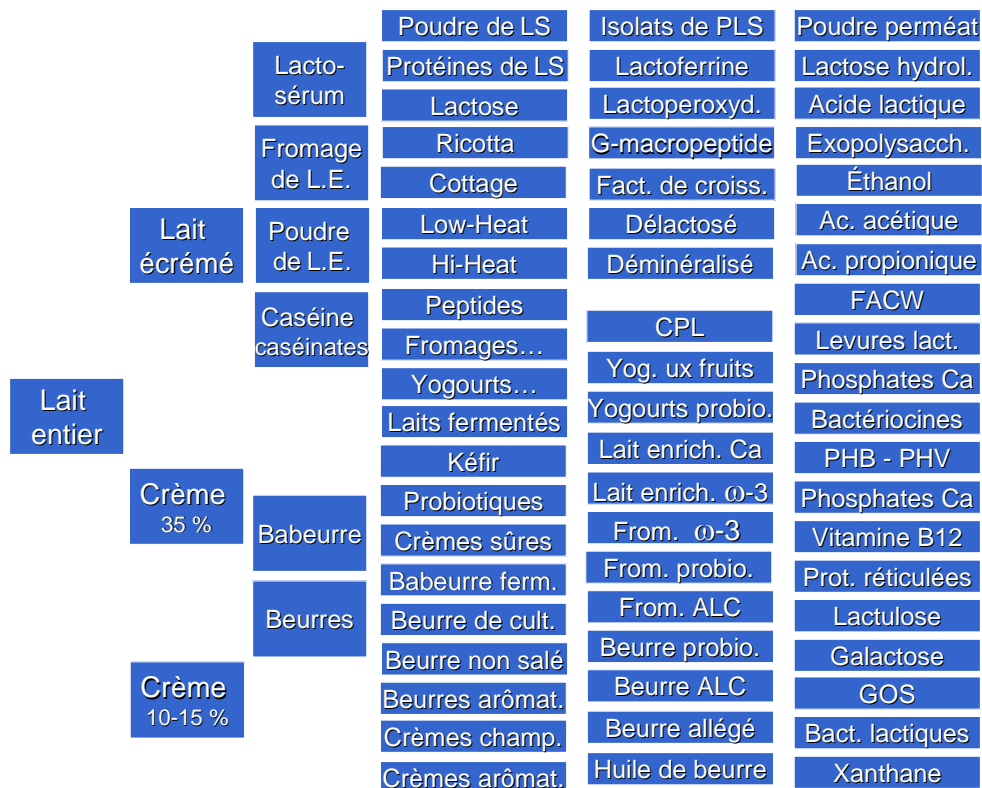 Lait
entier
Lait
écrémé
Crème
35 %
Crème
10-15 %
Lacto-
sérum
Fromage
de L.E.
Poudre
de L.E.
Caséine
caséinates
Babeurre
Beurres
Poudre de LS
Protéines de LS
Lactose
Ricotta
Cottage
Low-Heat
Hi-Heat
Peptides
Fromages...
Yogourts...
Laits fermentés
Kéfir
Probiotiques
Crèmes sûres
Babeurre ferm.
Beurre de cult.
Beurre non salé
Beurres arômat.
Crèmes champ.
Crèmes arômat.
Isolats de PLS
Lactoferrine
Lactoperoxyd.
G-macropeptide
Fact. de croiss.
Délactosé
Déminéralisé
CPL
Yog. ux fruits
Yogourts probio.
Lait enrich. Ca
Lait enrich. ω-3
From. ω-3
From. probio.
From. ALC
Beurre probio.
Beurre ALC
Beurre allégé
Huile de beurre
Poudre perméat
Lactose hydrol.
Acide lactique
Exopolysacch.
Éthanol
Ac. acétique
Ac. propionique
FACW
Levures lact.
Phosphates Ca
Bactériocines
PHB - PHV
Phosphates Ca
Vitamine B12
Prot. réticulées
Lactulose
Galactose
GOS
Bact. lactiques
Xanthane